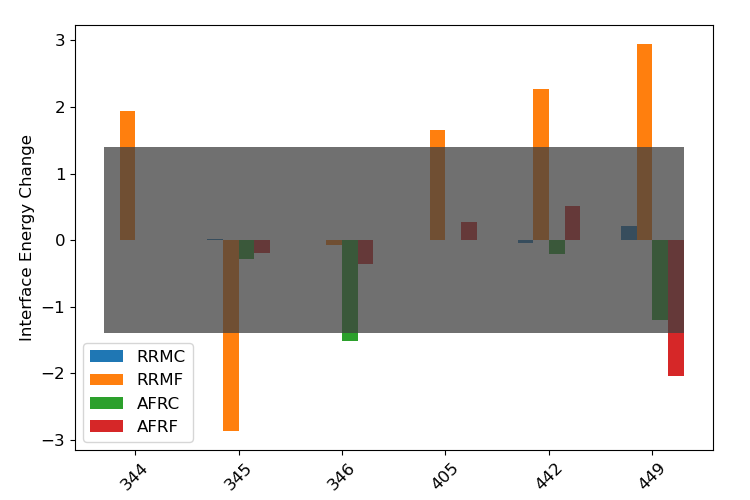 3
2
1
0
−1
−2
−3
Interface Energy Change
RRMC
RRMF
AFRC
AFRF
344
345
346
405
442
449